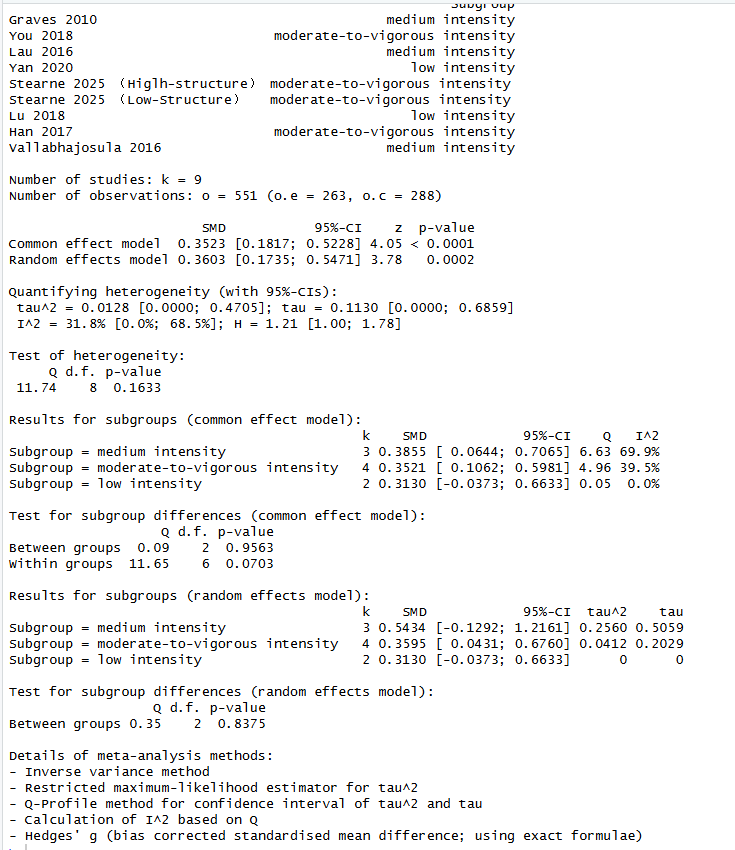 Subgroup
Graves 2010                                     medium intensity
You 2018                           moderate-to-vigorous intensity
Lau 2016                                        medium intensity
Yan 2020                                           low intensity
Stearne 2025 （Higlh-structure） moderate-to-vigorous intensity
Stearne 2025 （Low-Structure）   moderate-to-vigorous intensity
Lu 2018                                            low intensity
Han 2017                           moderate-to-vigorous intensity
Vallabhajosula 2016                             medium intensity
Number of studies: k = 9
Number of observations: o = 551 (o.e = 263, o.c = 288)
SMD           95%-CI    z  p-value
Common effect model  0.3523 [0.1817; 0.5228] 4.05 < 0.0001
Random effects model 0.3603 [0.1735; 0.5471] 3.78   0.0002
Quantifying heterogeneity (with 95%-CIs):
tau^2 = 0.0128 [0.0000; 0.4705]; tau = 0.1130 [0.0000; 0.6859]
I^2 = 31.8% [0.0%; 68.5%]; H = 1.21 [1.00; 1.78]
Test of heterogeneity:
Q d.f. p-value
11.74    8  0.1633
Results for subgroups (common effect model):
k    SMD            95%-CI    Q   I^2
Subgroup = medium intensity                 3 0.3855 [ 0.0644; 0.7065] 6.63 69.9%
Subgroup = moderate-to-vigorous intensity   4 0.3521 [ 0.1062; 0.5981] 4.96 39.5%
Subgroup = low intensity                    2 0.3130 [-0.0373; 0.6633] 0.05  0.0%
Test for subgroup differences (common effect model):
Q d.f. p-value
Between groups  0.09    2  0.9563
Within groups  11.65    6  0.0703
Results for subgroups (random effects model):
k    SMD            95%-CI  tau^2    tau
Subgroup = medium intensity                 3 0.5434 [-0.1292; 1.2161] 0.2560 0.5059
Subgroup = moderate-to-vigorous intensity   4 0.3595 [ 0.0431; 0.6760] 0.0412 0.2029
Subgroup = low intensity                    2 0.3130 [-0.0373; 0.6633]      0      0
Test for subgroup differences (random effects model):
Q d.f. p-value
Between groups 0.35    2  0.8375
Details of meta-analysis methods:
- Inverse variance method
- Restricted maximum-likelihood estimator for tau^2
- Q-Profile method for confidence interval of tau^2 and tau
- Calculation of I^2 based on Q
- Hedges' g (bias corrected standardised mean difference; using exact formulae)